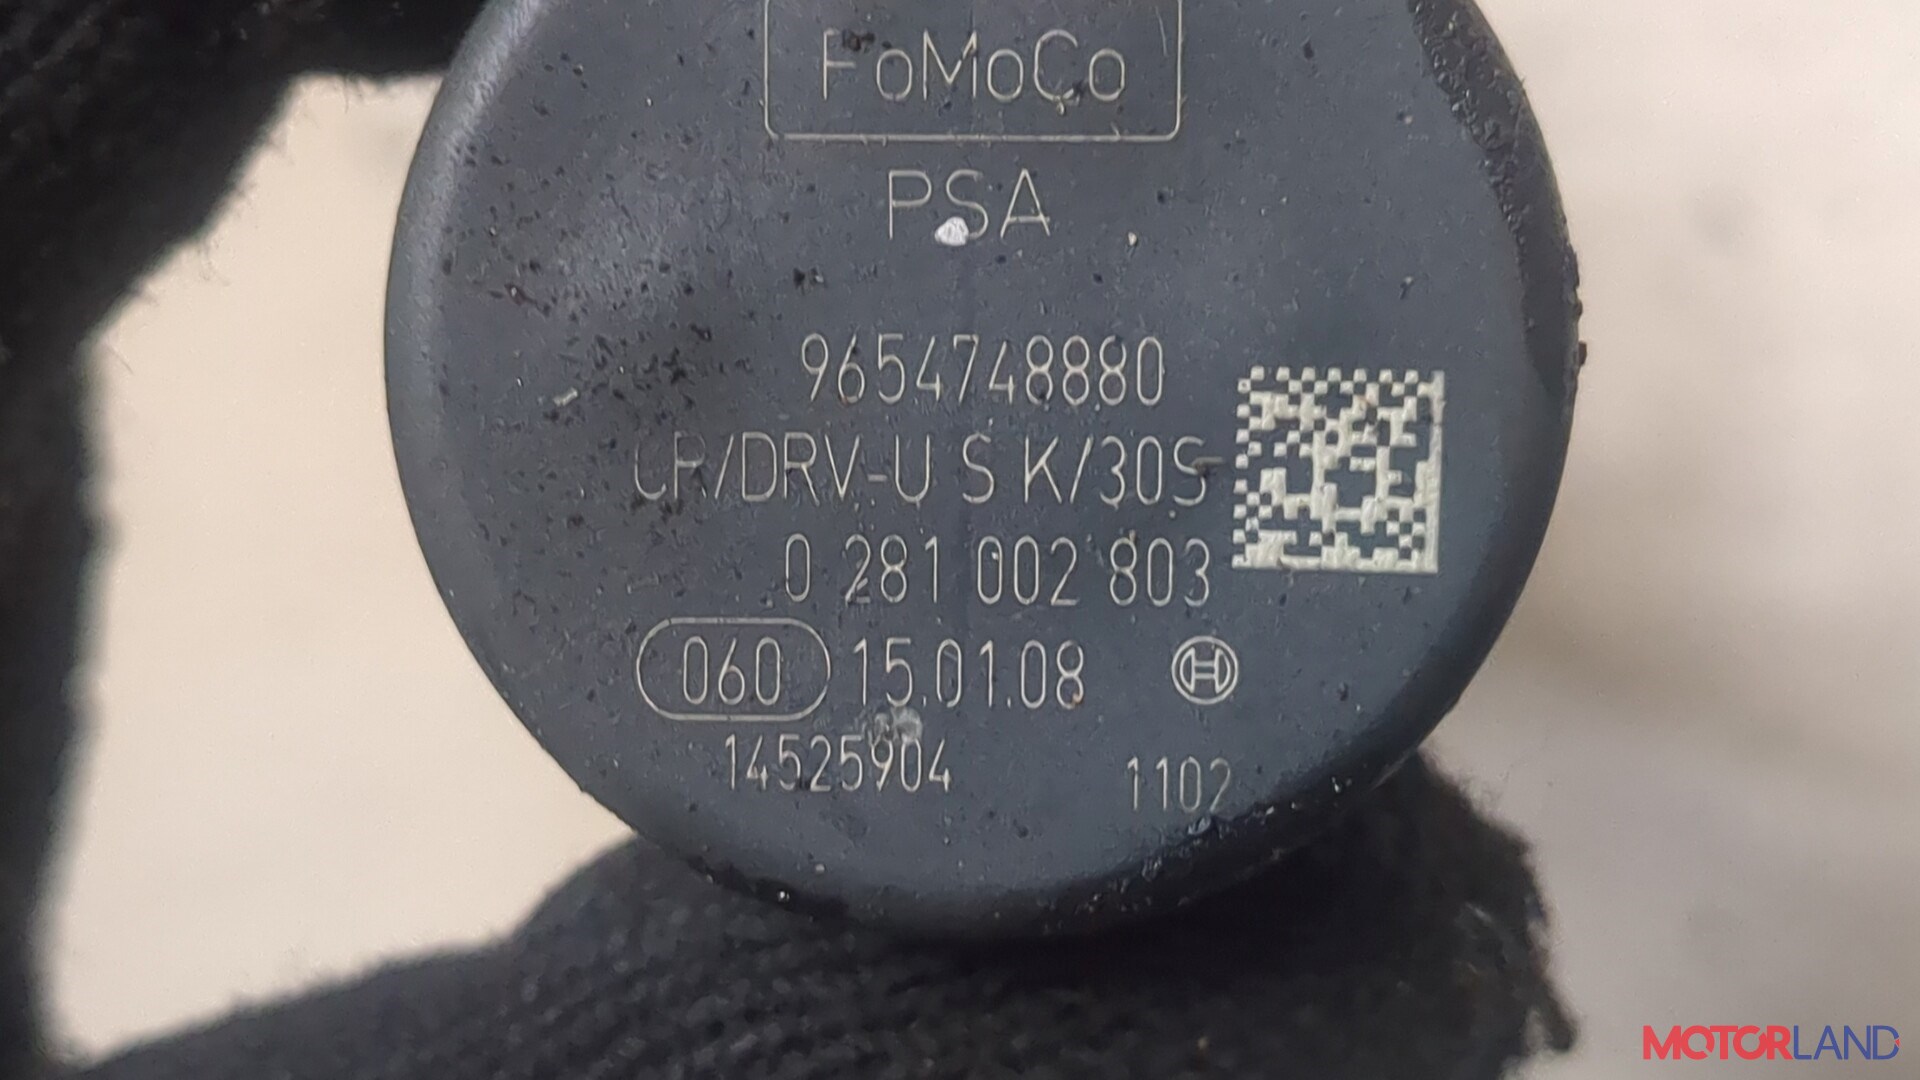 FoMoCo
PSA
9654748880
CR/DRV-U S K/30S
0 281 002 803
060 15.01.08
14525904 1102
MOTORLAND